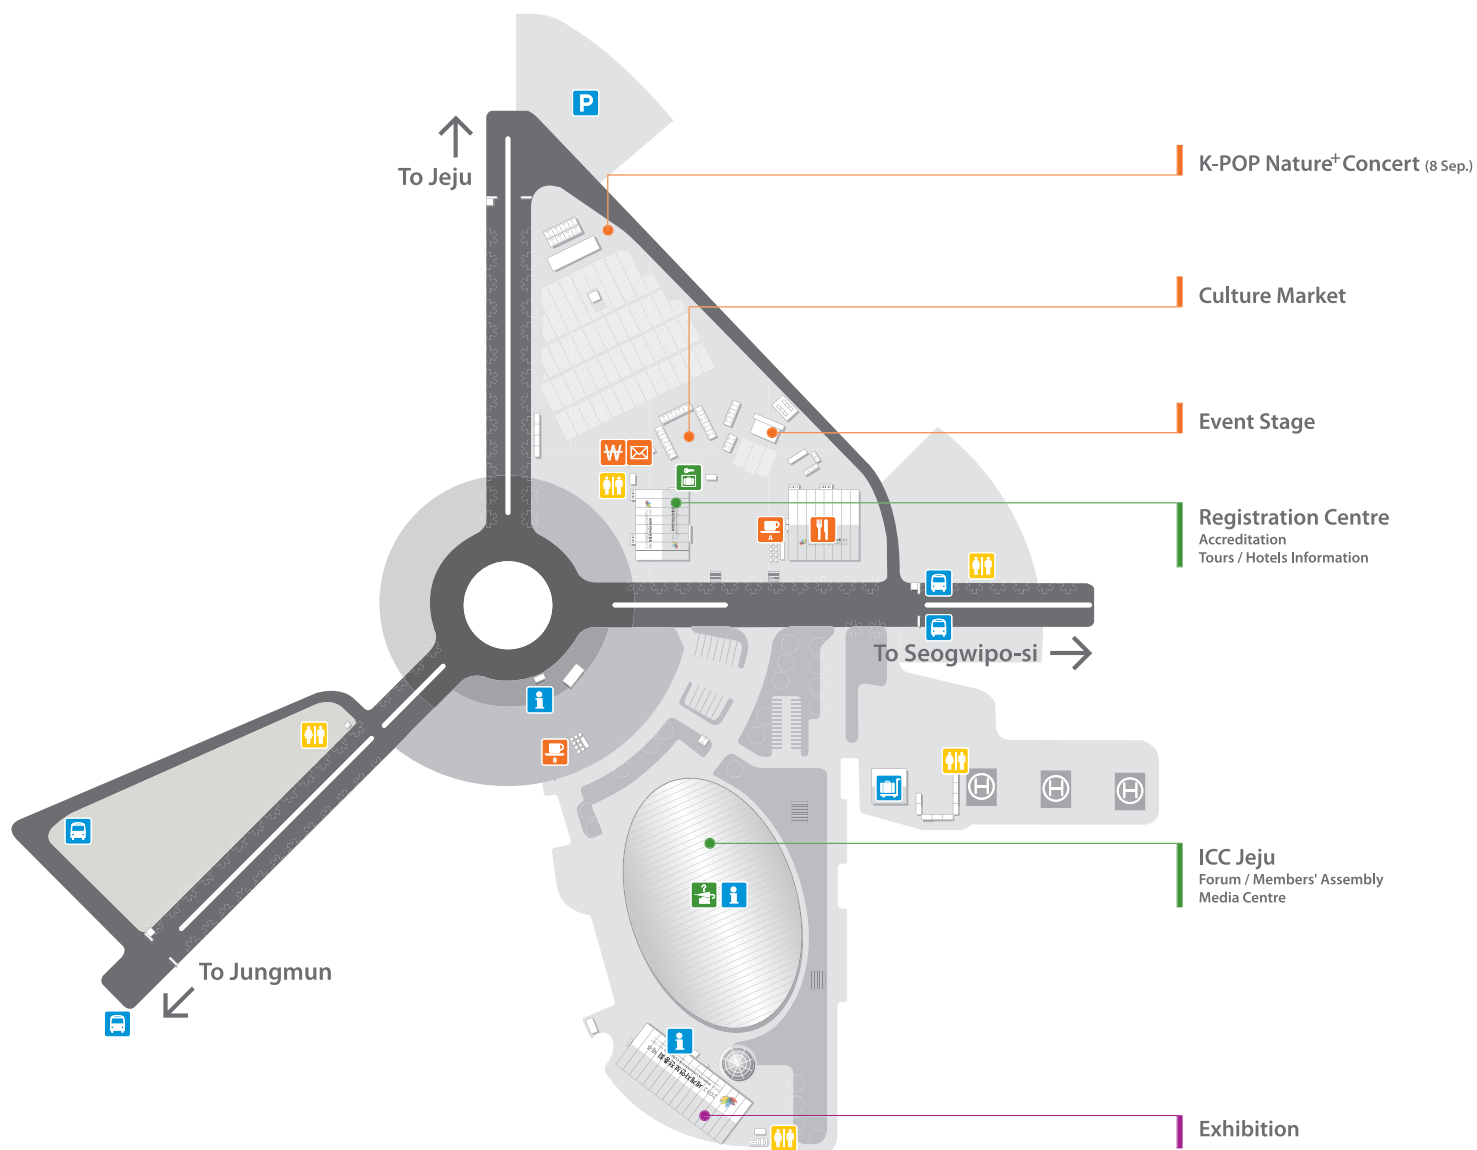 P
To Jeju
K-POP Nature+ Concert (8 Sep.)
Culture Market
Event Stage
₩
A
Registration Centre
Accreditation
Tours / Hotels Information
To Seogwipo-si
i
B
H H H
ICC Jeju
Forum / Members' Assembly
Media Centre
? i
To Jungmun
i
Exhibition